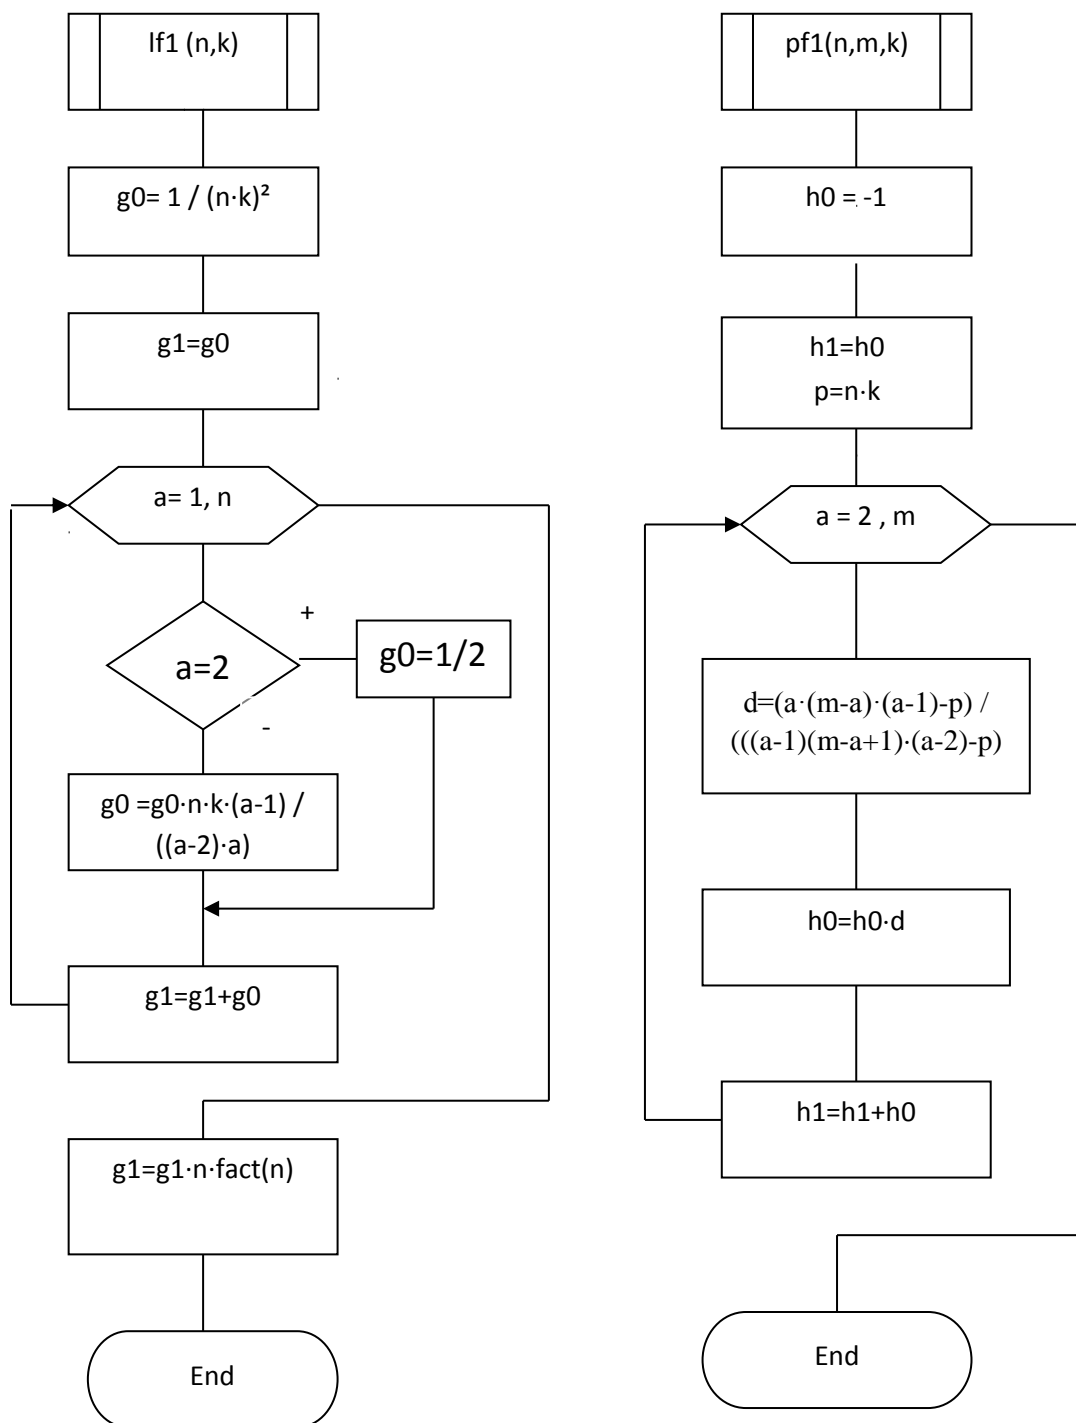 lf1 (n,k)
g0= 1 / (n·k)²
g1=g0
a= 1, n
a=2
+
g0=1/2
-
g0 =g0·n·k·(a-1) /
((a-2)·a)
g1=g1+g0
g1=g1·n·fact(n)
End
pf1(n,m,k)
h0 = -1
h1=h0
p=n·k
a = 2 , m
d=(a·(m-a)·(a-1)-p) /
(((a-1)(m-a+1)·(a-2)-p)
h0=h0·d
h1=h1+h0
End